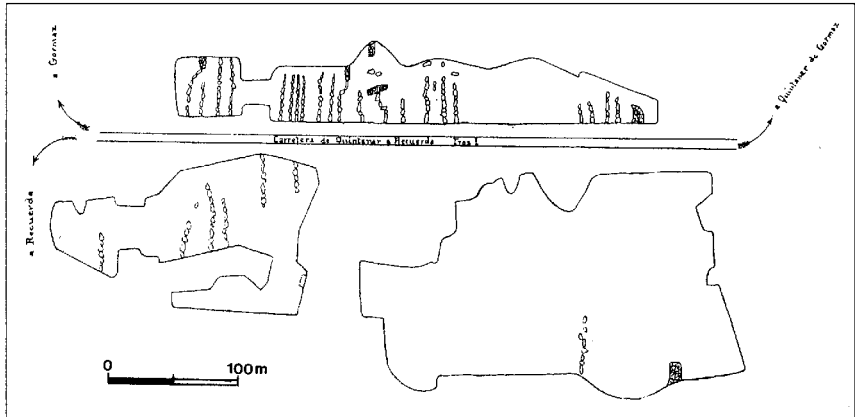 a Gormaz
a Quintanar de Gormaz
Carretera de Quintanar a Recuerda
a Recuerda
0 100m